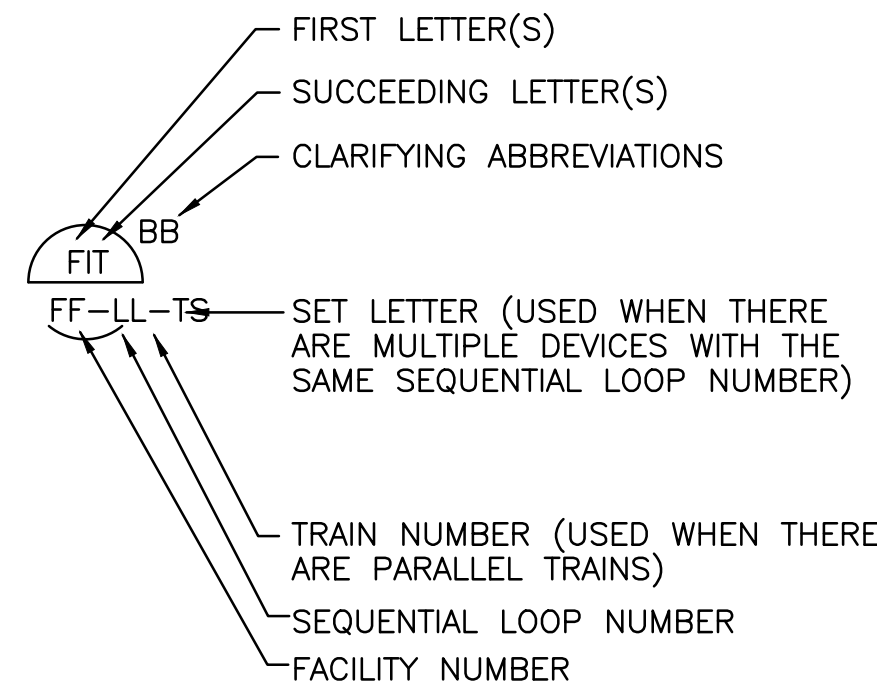 FIRST LETTER(S)
SUCCEEDING LETTER(S)
CLARIFYING ABBREVIATIONS
BB
FIT
FF-LL-TS
SET LETTER (USED WHEN THERE
ARE MULTIPLE DEVICES WITH THE
SAME SEQUENTIAL LOOP NUMBER)
TRAIN NUMBER (USED WHEN THERE
ARE PARALLEL TRAINS)
SEQUENTIAL LOOP NUMBER
FACILITY NUMBER